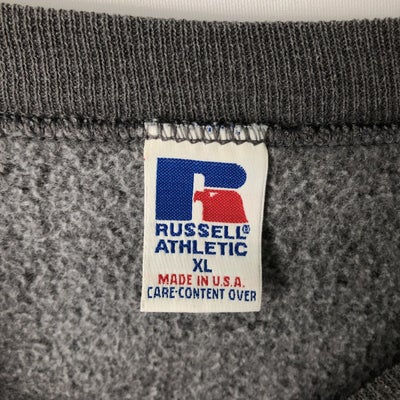 RUSSELL®
ATHLETIC
XL
MADE IN U.S.A.
CARE-CONTENT OVER